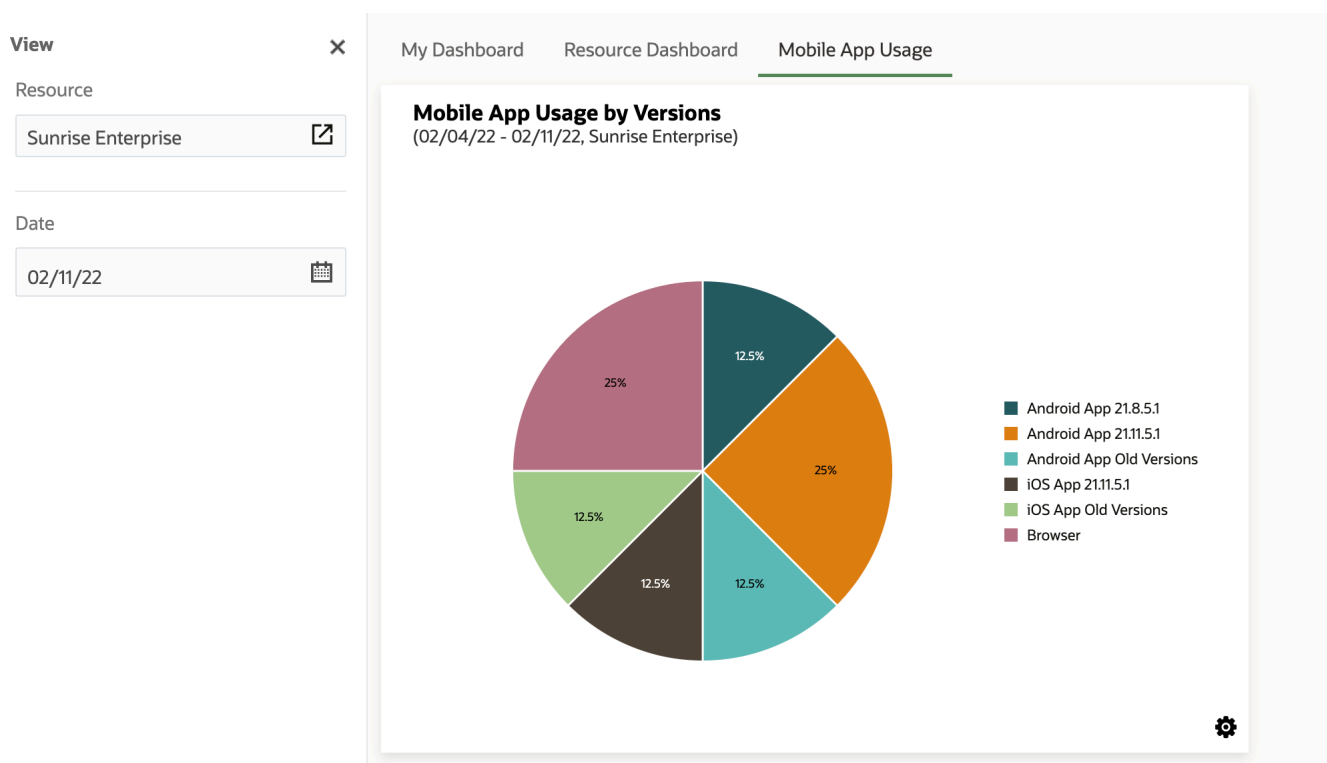 View
Resource
Sunrise Enterprise
Date
02/11/22
My Dashboard
Resource Dashboard
Mobile App Usage
Mobile App Usage by Versions
(02/04/22 - 02/11/22, Sunrise Enterprise)
12.5%
25%
25%
12.5%
12.5%
12.5%
Android App 21.8.5.1
Android App 21.11.5.1
Android App Old Versions
iOS App 21.11.5.1
iOS App Old Versions
Browser